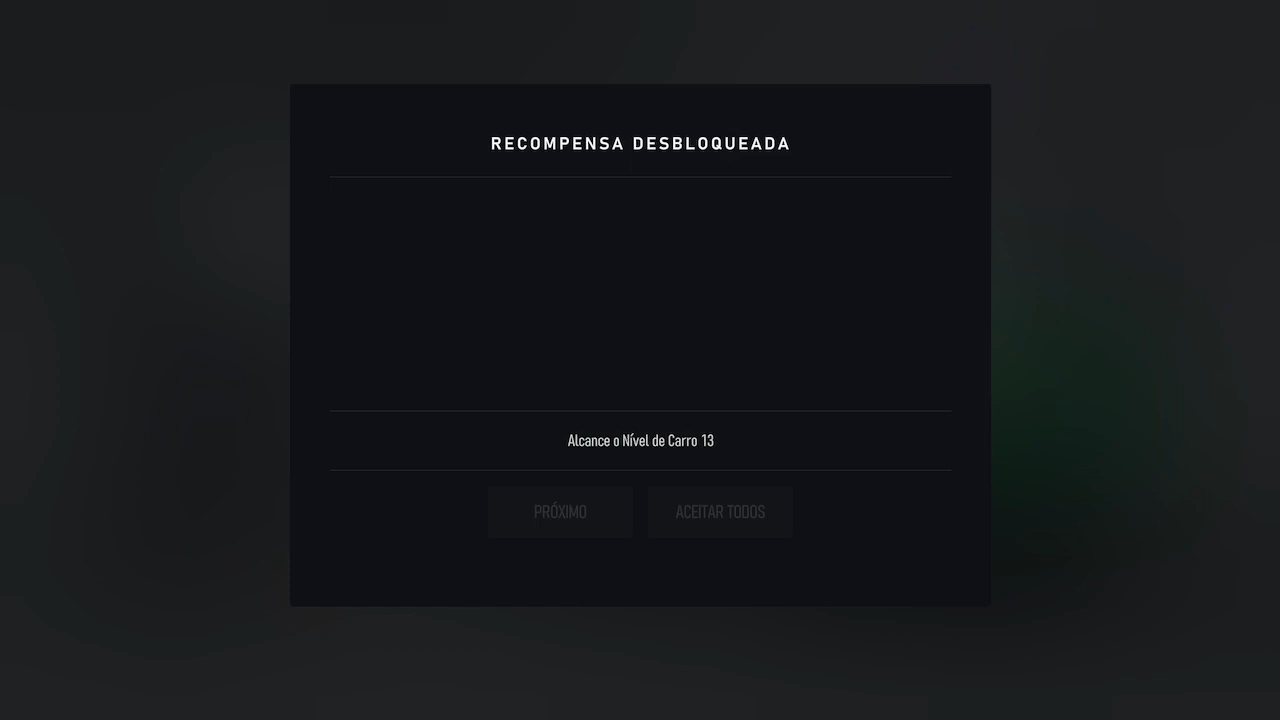 RECOMPENSA DESBLOQUEADA
Alcance o Nível de Carro 13
PRÓXIMO
ACEITAR TODOS